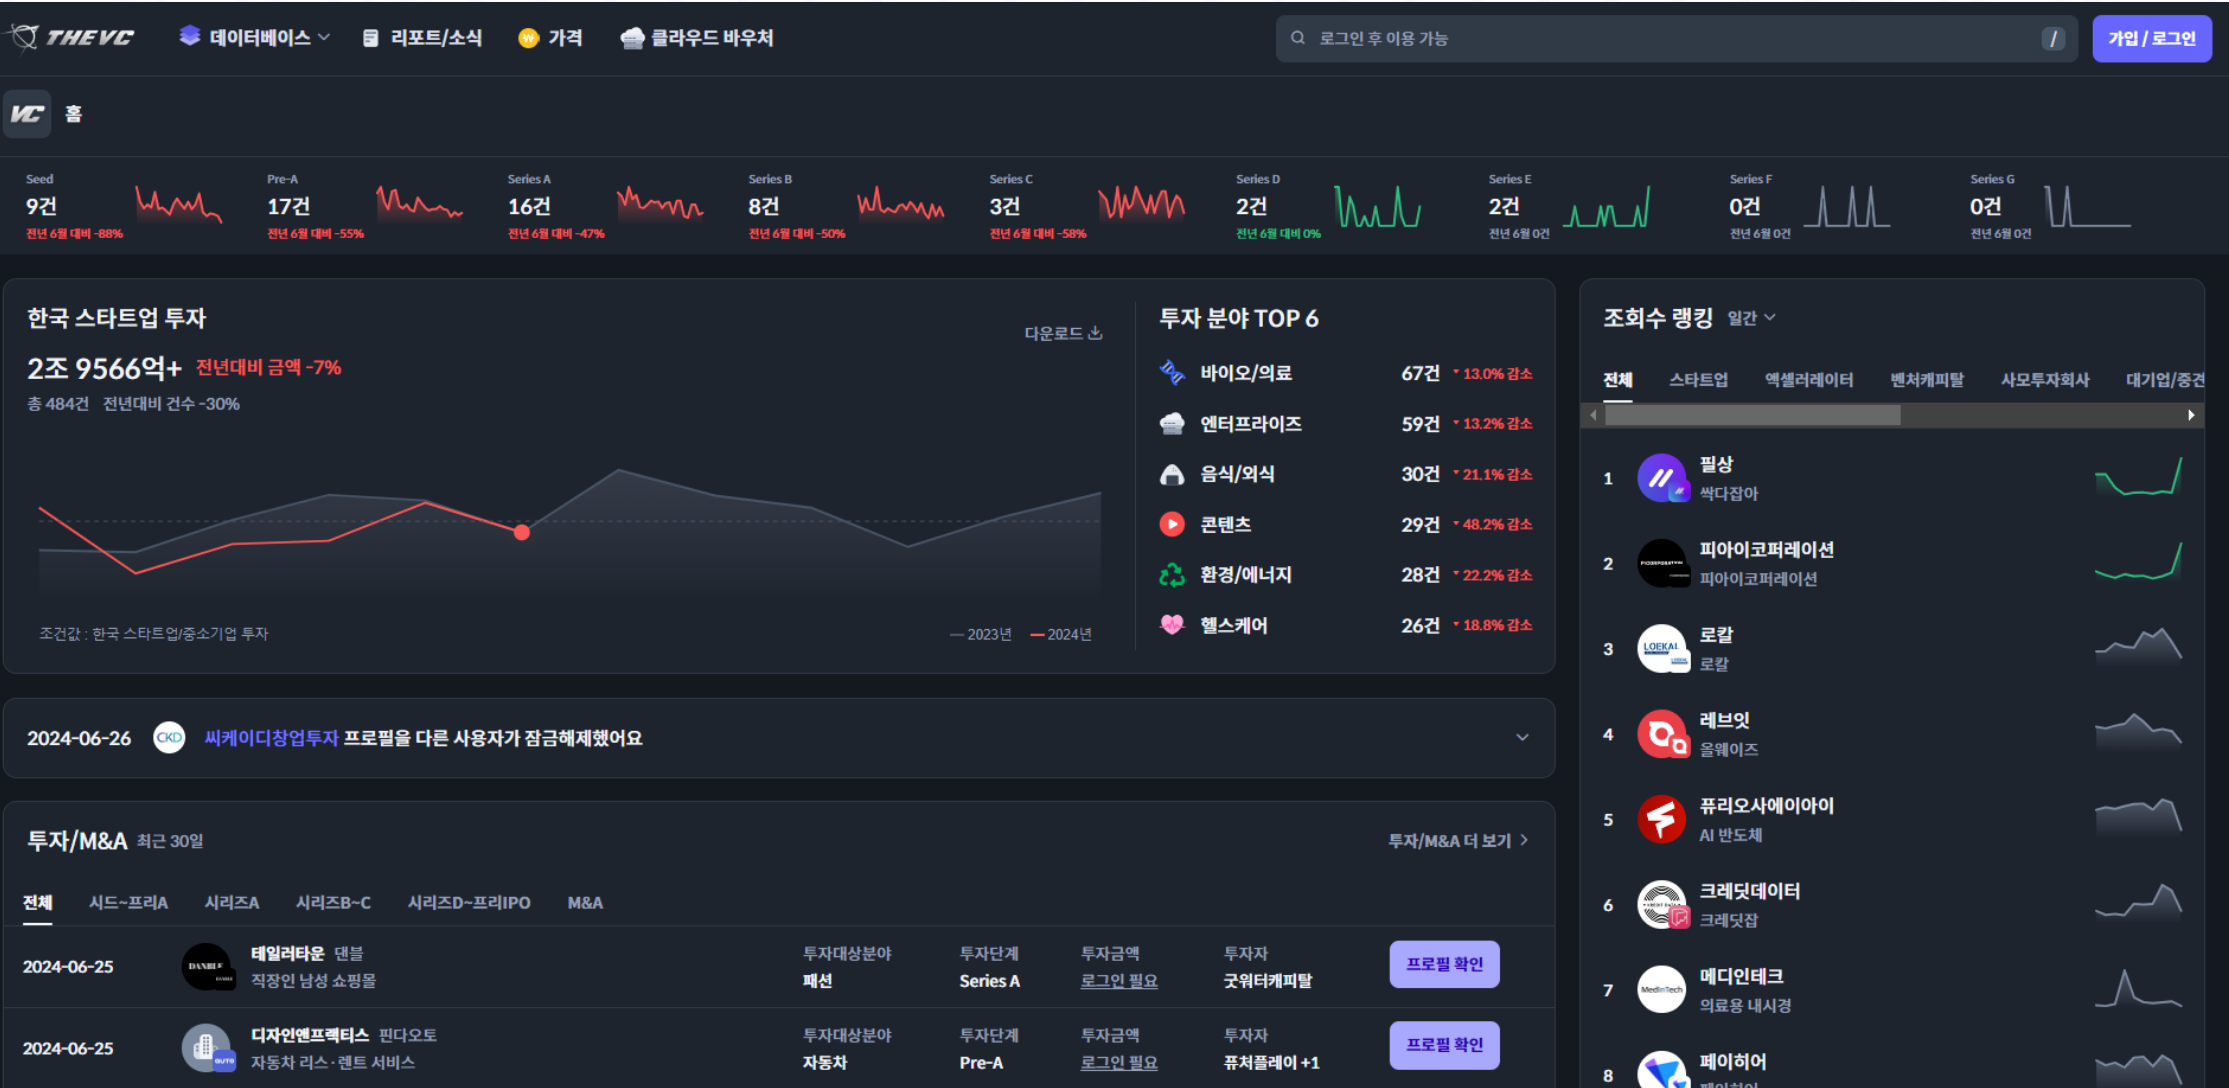 THEVC
데이터베이스
리포트/소식
가격
클라우드 바우처
로그인 후 이용 가능
/
가입 / 로그인
VC 홈
Seed
9건
전년 6월 대비 -88%
Pre-A
17건
전년 6월 대비 -55%
Series A
16건
전년 6월 대비 -47%
Series B
8건
전년 6월 대비 -50%
Series C
3건
전년 6월 대비 -58%
Series D
2건
전년 6월 대비 0%
Series E
2건
전년 6월 0건
Series F
0건
전년 6월 0건
Series G
0건
전년 6월 0건
한국 스타트업 투자
다운로드
2조 9566억+ 전년대비 금액 -7%
총 484건 전년대비 건수 -30%
조건값 : 한국 스타트업/중소기업 투자
2023년 2024년
투자 분야 TOP 6
바이오/의료 67건 13.0% 감소
엔터프라이즈 59건 13.2% 감소
음식/외식 30건 21.1% 감소
콘텐츠 29건 48.2% 감소
환경/에너지 28건 22.2% 감소
헬스케어 26건 18.8% 감소
2024-06-26 CKD 씨케이디창업투자 프로필을 다른 사용자가 잠금해제했어요
투자/M&A 최근 30일
투자/M&A 더 보기
전체 시드~프리A 시리즈A 시리즈B~C 시리즈D~프리IPO M&A
2024-06-25
DANBLE
테일러타운 댄블
직장인 남성 쇼핑몰
투자대상분야
패션
투자단계
Series A
투자금액
로그인 필요
투자자
굿워터캐피탈
프로필 확인
2024-06-25
AUTO
디자인앤프랙티스 핀다오토
자동차 리스·렌트 서비스
투자대상분야
자동차
투자단계
Pre-A
투자금액
로그인 필요
투자자
퓨처플레이 +1
프로필 확인
조회수 랭킹 일간
전체 스타트업 액셀러레이터 벤처캐피탈 사모투자회사 대기업/중견
1
필상
싹다잡아
2
피아이코퍼레이션
피아이코퍼레이션
3
LOEKAL
로칼
로칼
4
레브잇
올웨이즈
5
퓨리오사에이아이
AI 반도체
6
크레딧데이터
크레딧잡
7
MedInTech
메디인테크
의료용 내시경
8
페이히어
페이히어